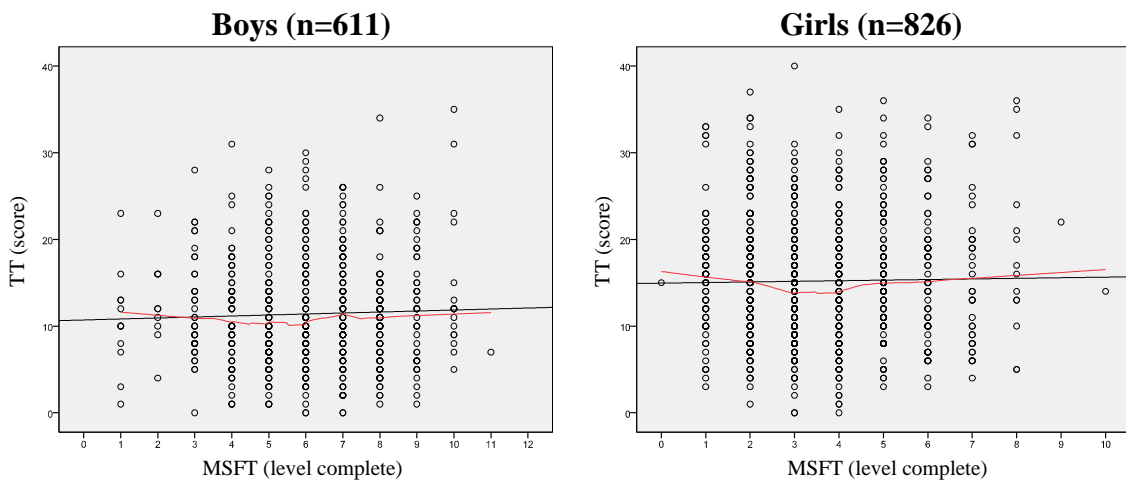 Boys (n=611)
40
30
20
10
0
TT (score)
0 1 2 3 4 5 6 7 8 9 10 11 12
MSFT (level complete)
Girls (n=826)
40
30
20
10
0
TT (score)
0 1 2 3 4 5 6 7 8 9 10
MSFT (level complete)